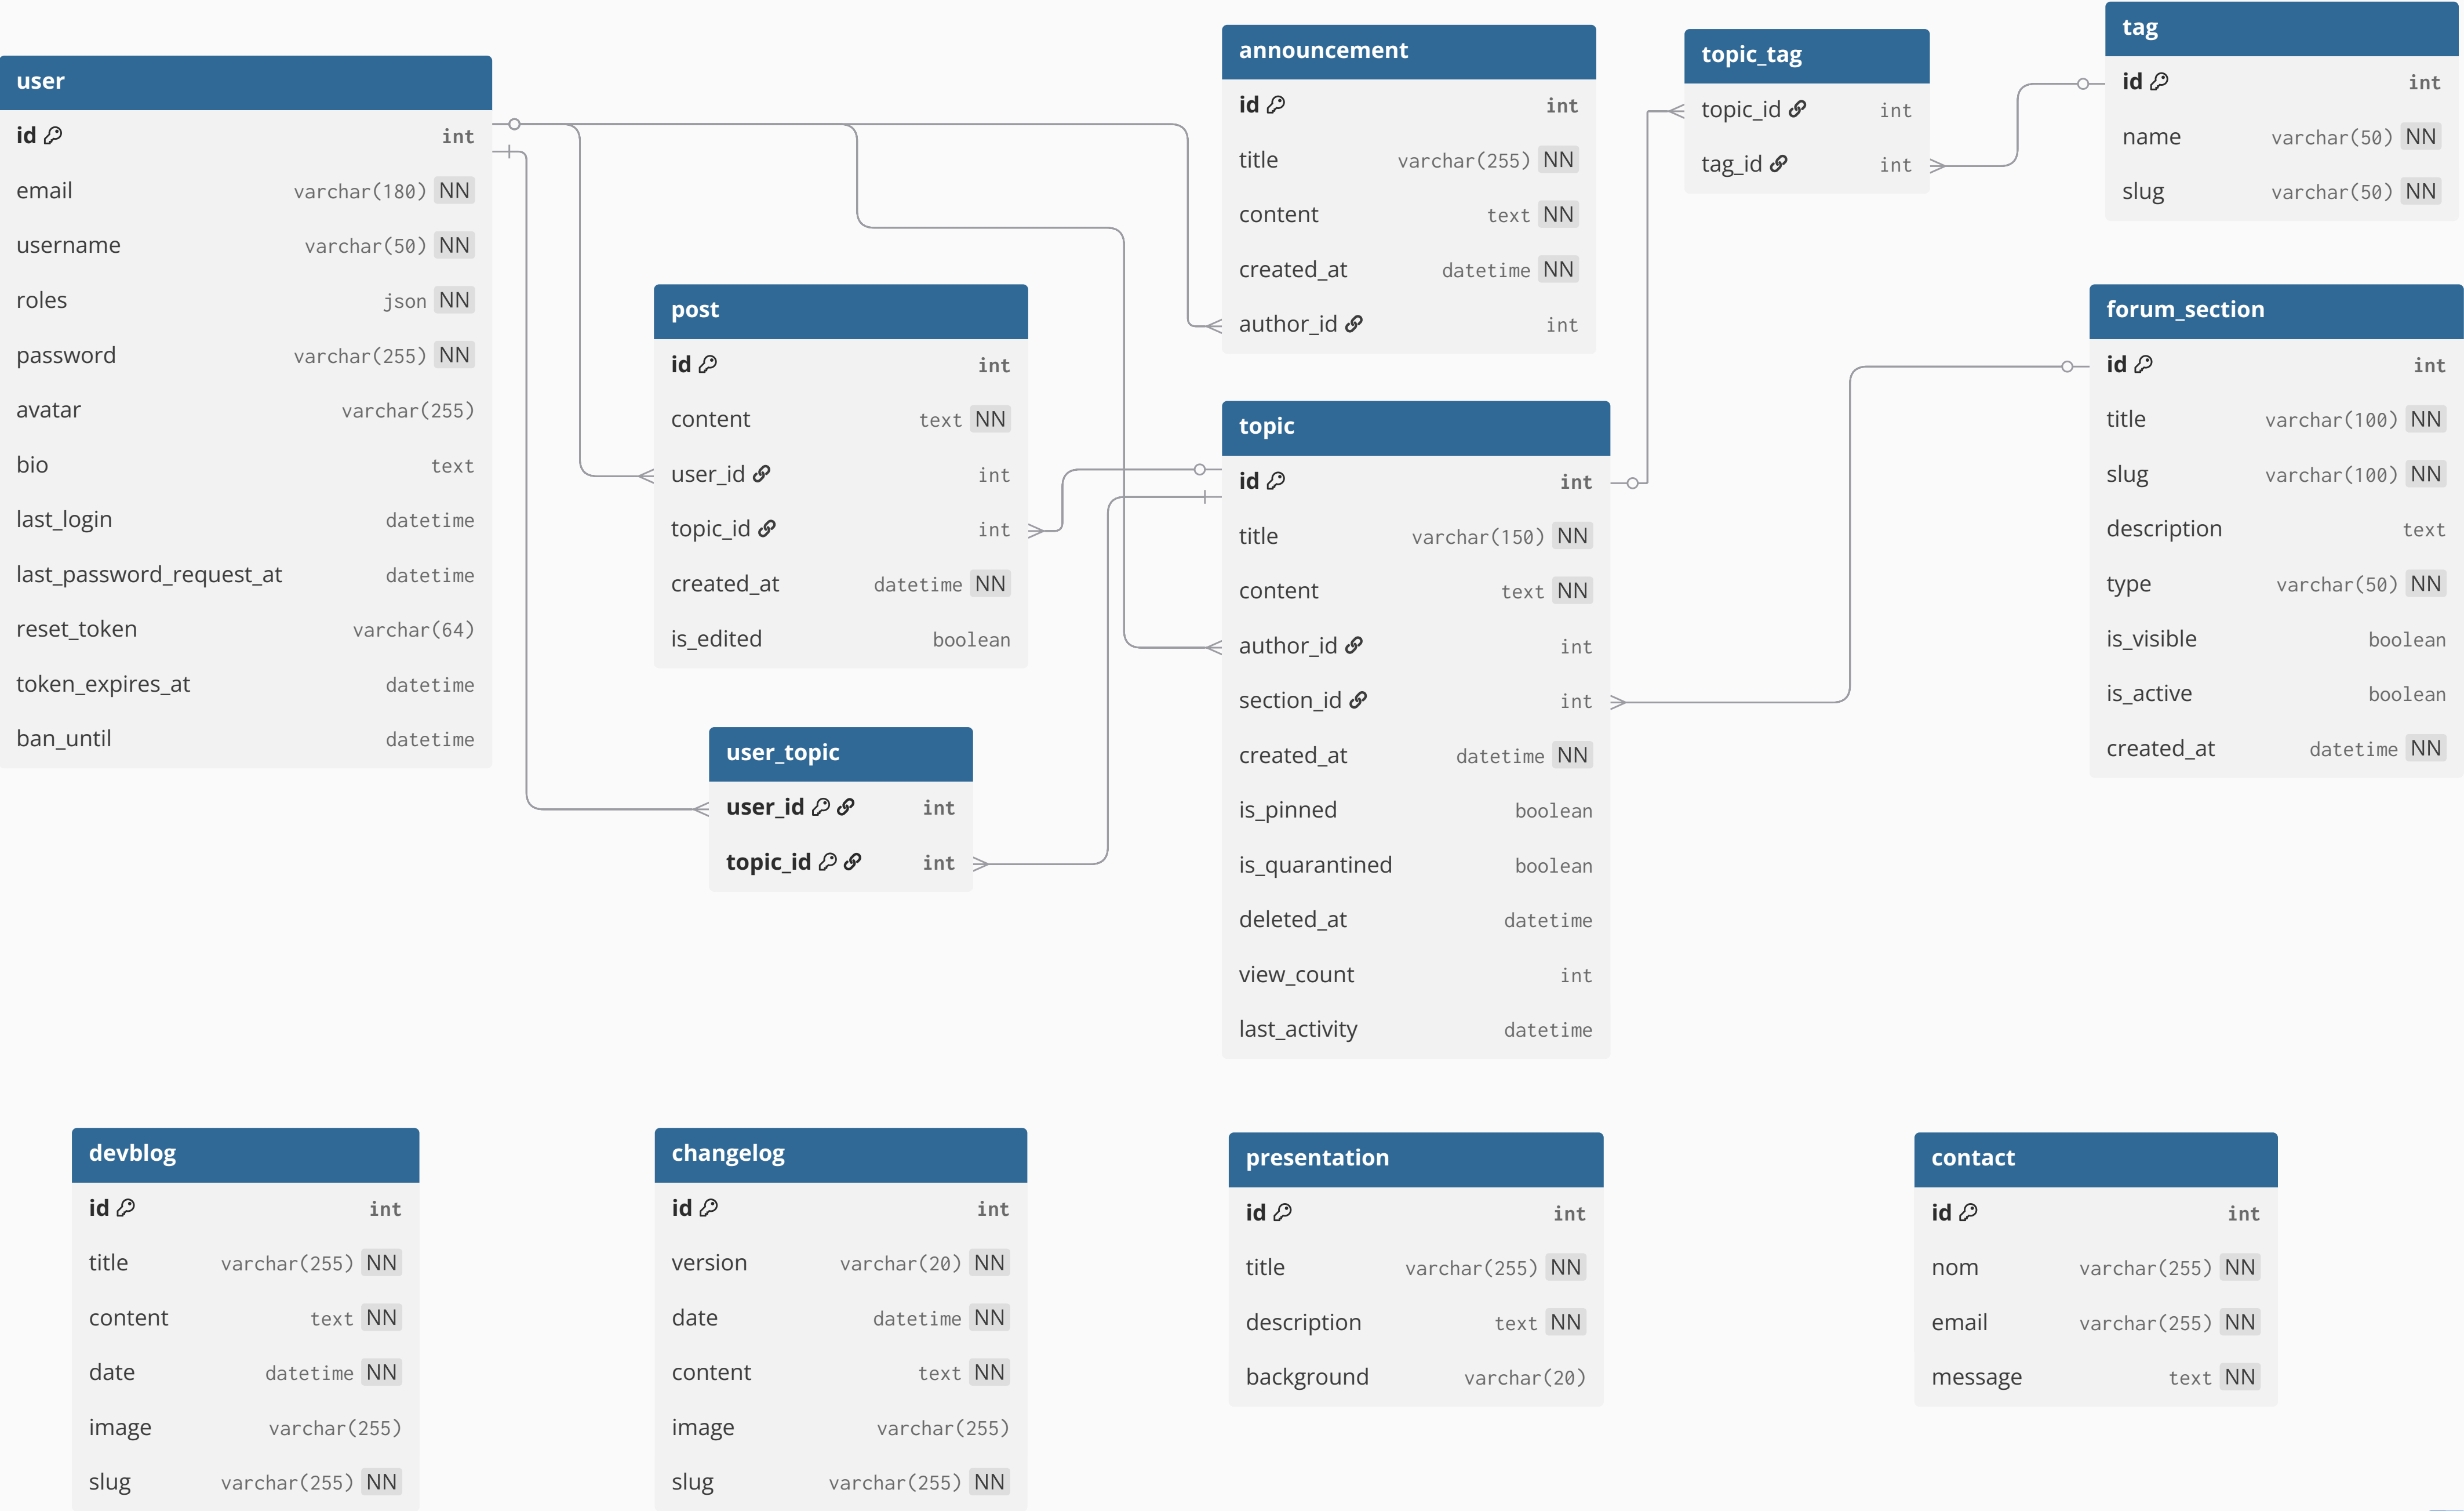 user
id int
email varchar(180) NN
username varchar(50) NN
roles json NN
password varchar(255) NN
avatar varchar(255)
bio text
last_login datetime
last_password_request_at datetime
reset_token varchar(64)
token_expires_at datetime
ban_until datetime
post
id int
content text NN
user_id int
topic_id int
created_at datetime NN
is_edited boolean
user_topic
user_id int
topic_id int
announcement
id int
title varchar(255) NN
content text NN
created_at datetime NN
author_id int
topic
id int
title varchar(150) NN
content text NN
author_id int
section_id int
created_at datetime NN
is_pinned boolean
is_quarantined boolean
deleted_at datetime
view_count int
last_activity datetime
topic_tag
topic_id int
tag_id int
tag
id int
name varchar(50) NN
slug varchar(50) NN
forum_section
id int
title varchar(100) NN
slug varchar(100) NN
description text
type varchar(50) NN
is_visible boolean
is_active boolean
created_at datetime NN
devblog
id int
title varchar(255) NN
content text NN
date datetime NN
image varchar(255)
slug varchar(255) NN
changelog
id int
version varchar(20) NN
date datetime NN
content text NN
image varchar(255)
slug varchar(255) NN
presentation
id int
title varchar(255) NN
description text NN
background varchar(20)
contact
id int
nom varchar(255) NN
email varchar(255) NN
message text NN